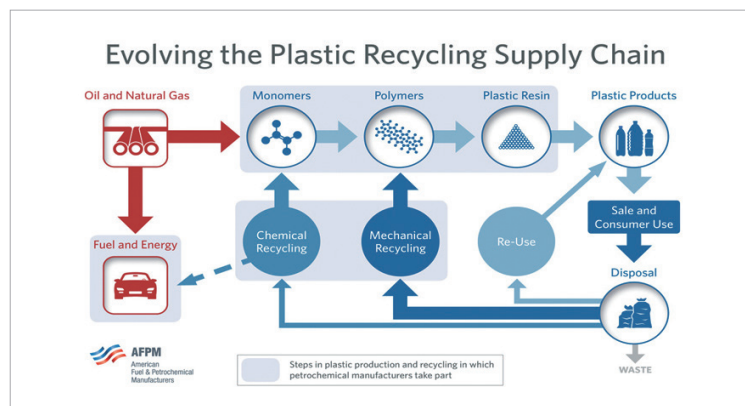 Evolving the Plastic Recycling Supply Chain
Oil and Natural Gas
Monomers
Polymers
Plastic Resin
Plastic Products
Fuel and Energy
Chemical
Recycling
Mechanical
Recycling
Re-Use
Sale and
Consumer Use
Disposal
WASTE
AFPM
American
Fuel & Petrochemical
Manufacturers
Steps in plastic production and recycling in which
petrochemical manufacturers take part